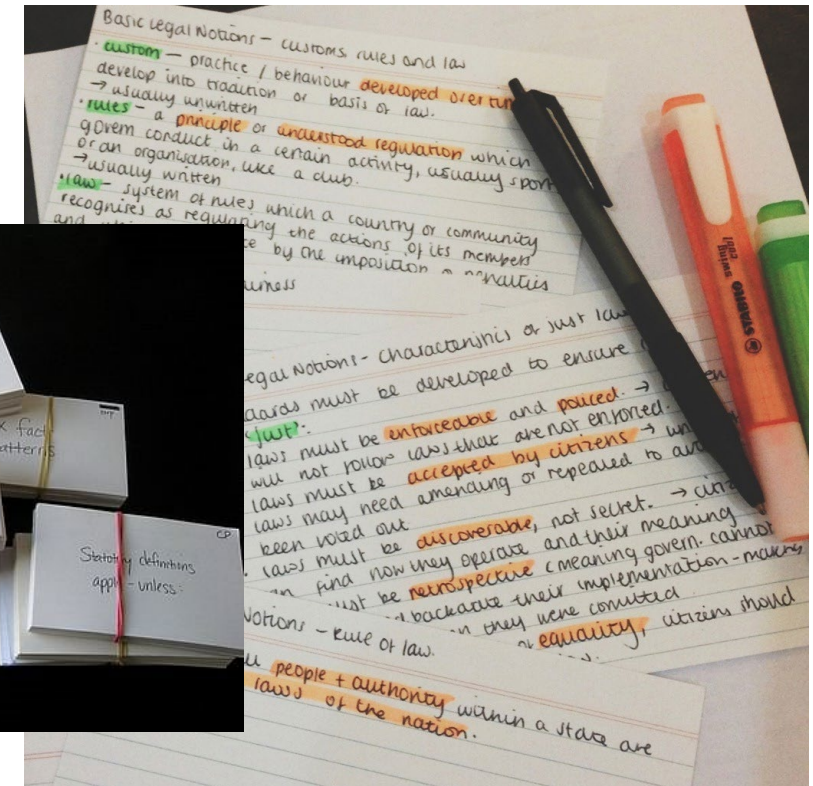 Basic Legal Notions - customs, rules and law
· custom - practice / behaviour developed over
develop into tradition or basis of law.
→ usually unwritten
· rules - a principle or understood regulation which
govern conduct in a certain activity, usually sport
or an organisation, like a club.
→ usually written
· law - system of rules which a country or community
recognises as regulating the actions of its members
and
by the imposition penalties
egal Notions - characteristics of just
must be developed to ensure
'just':
laws must be enforceable and policed. →
will not follow laws that are not enforced.
laws must be accepted by citizens →
laws may need amending or repealed to
been voted out
laws must be discoverable, not secret. →
find how they operate and their meaning
be retrospective (meaning govern. cannot
backdate their implementation - making
they were committed
equality, citizens should
Notions - Rule of law.
people + authority within a state are
laws of the nation.
fact
Statutory definitions
apply - unless:
CP
STABILO
swing
cool